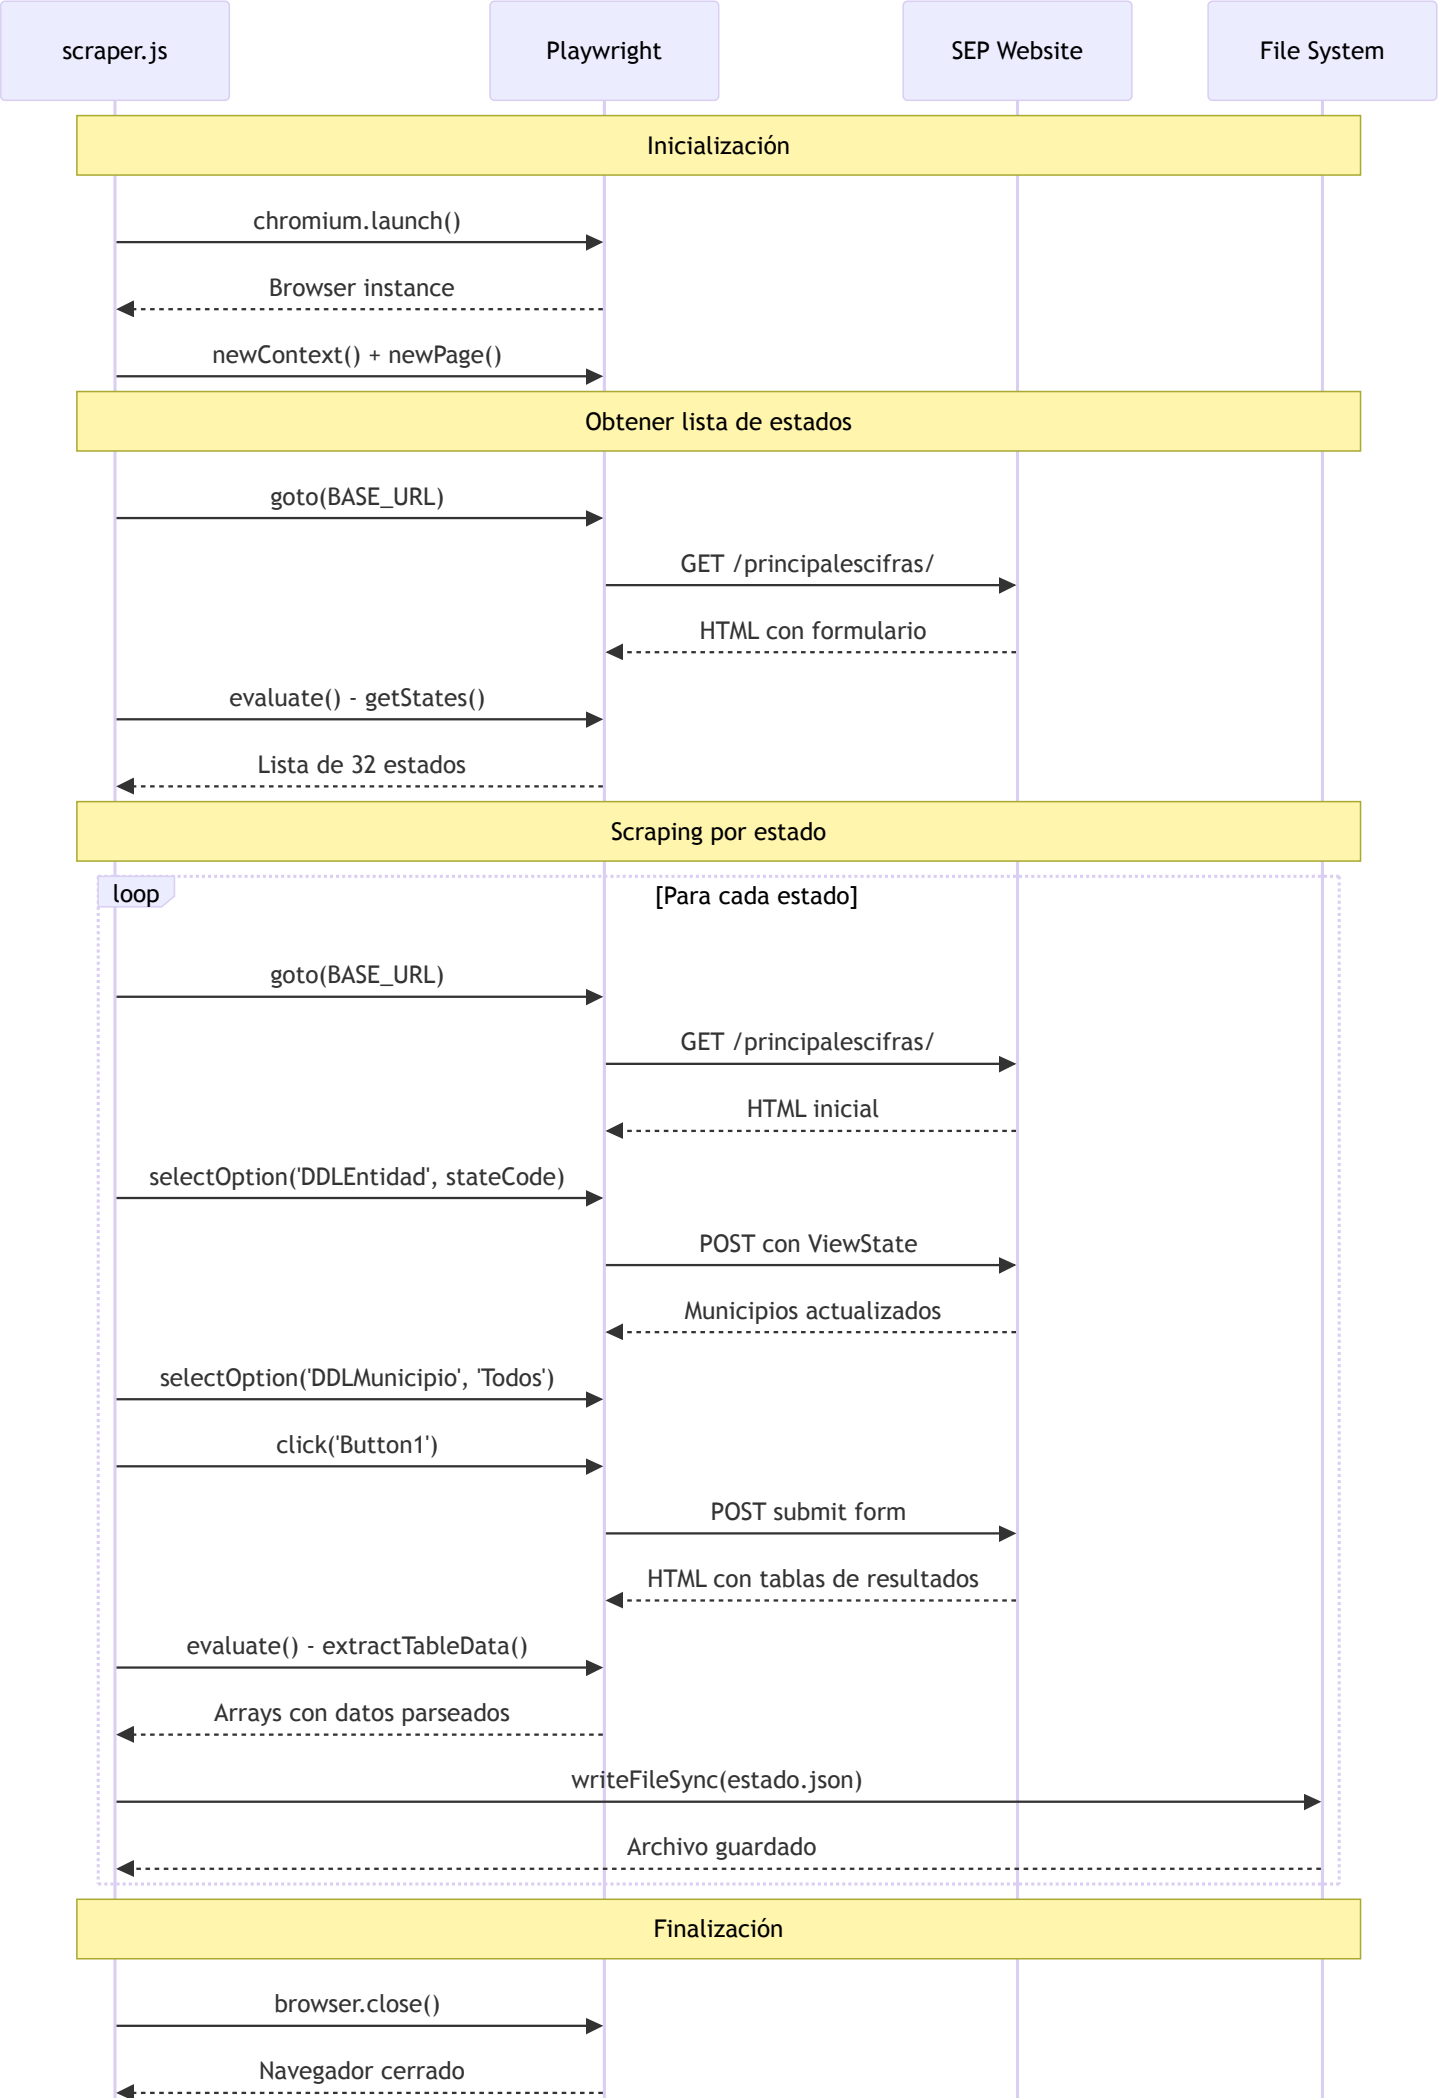 scraper.js
Playwright
SEP Website
File System
Inicialización
chromium.launch()
Browser instance
newContext() + newPage()
Obtener lista de estados
goto(BASE_URL)
GET /principalescifras/
HTML con formulario
evaluate() - getStates()
Lista de 32 estados
Scraping por estado
loop
[Para cada estado]
goto(BASE_URL)
GET /principalescifras/
HTML inicial
selectOption('DDLEntidad', stateCode)
POST con ViewState
Municipios actualizados
selectOption('DDLMunicipio', 'Todos')
click('Button1')
POST submit form
HTML con tablas de resultados
evaluate() - extractTableData()
Arrays con datos parseados
writeFileSync(estado.json)
Archivo guardado
Finalización
browser.close()
Navegador cerrado